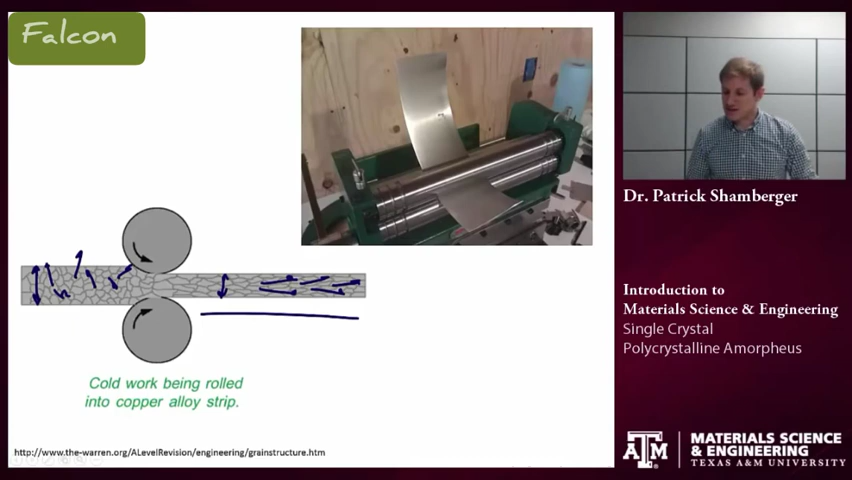 Falcon
Cold work being rolled
into copper alloy strip.
http://www.the-warren.org/ALevelRevision/engineering/grainstructure.htm
Dr. Patrick Shamberger
Introduction to
Materials Science & Engineering
Single Crystal
Polycrystalline Amorpheus
ATM
MATERIALS SCIENCE
& ENGINEERING
TEXAS A&M UNIVERSITY